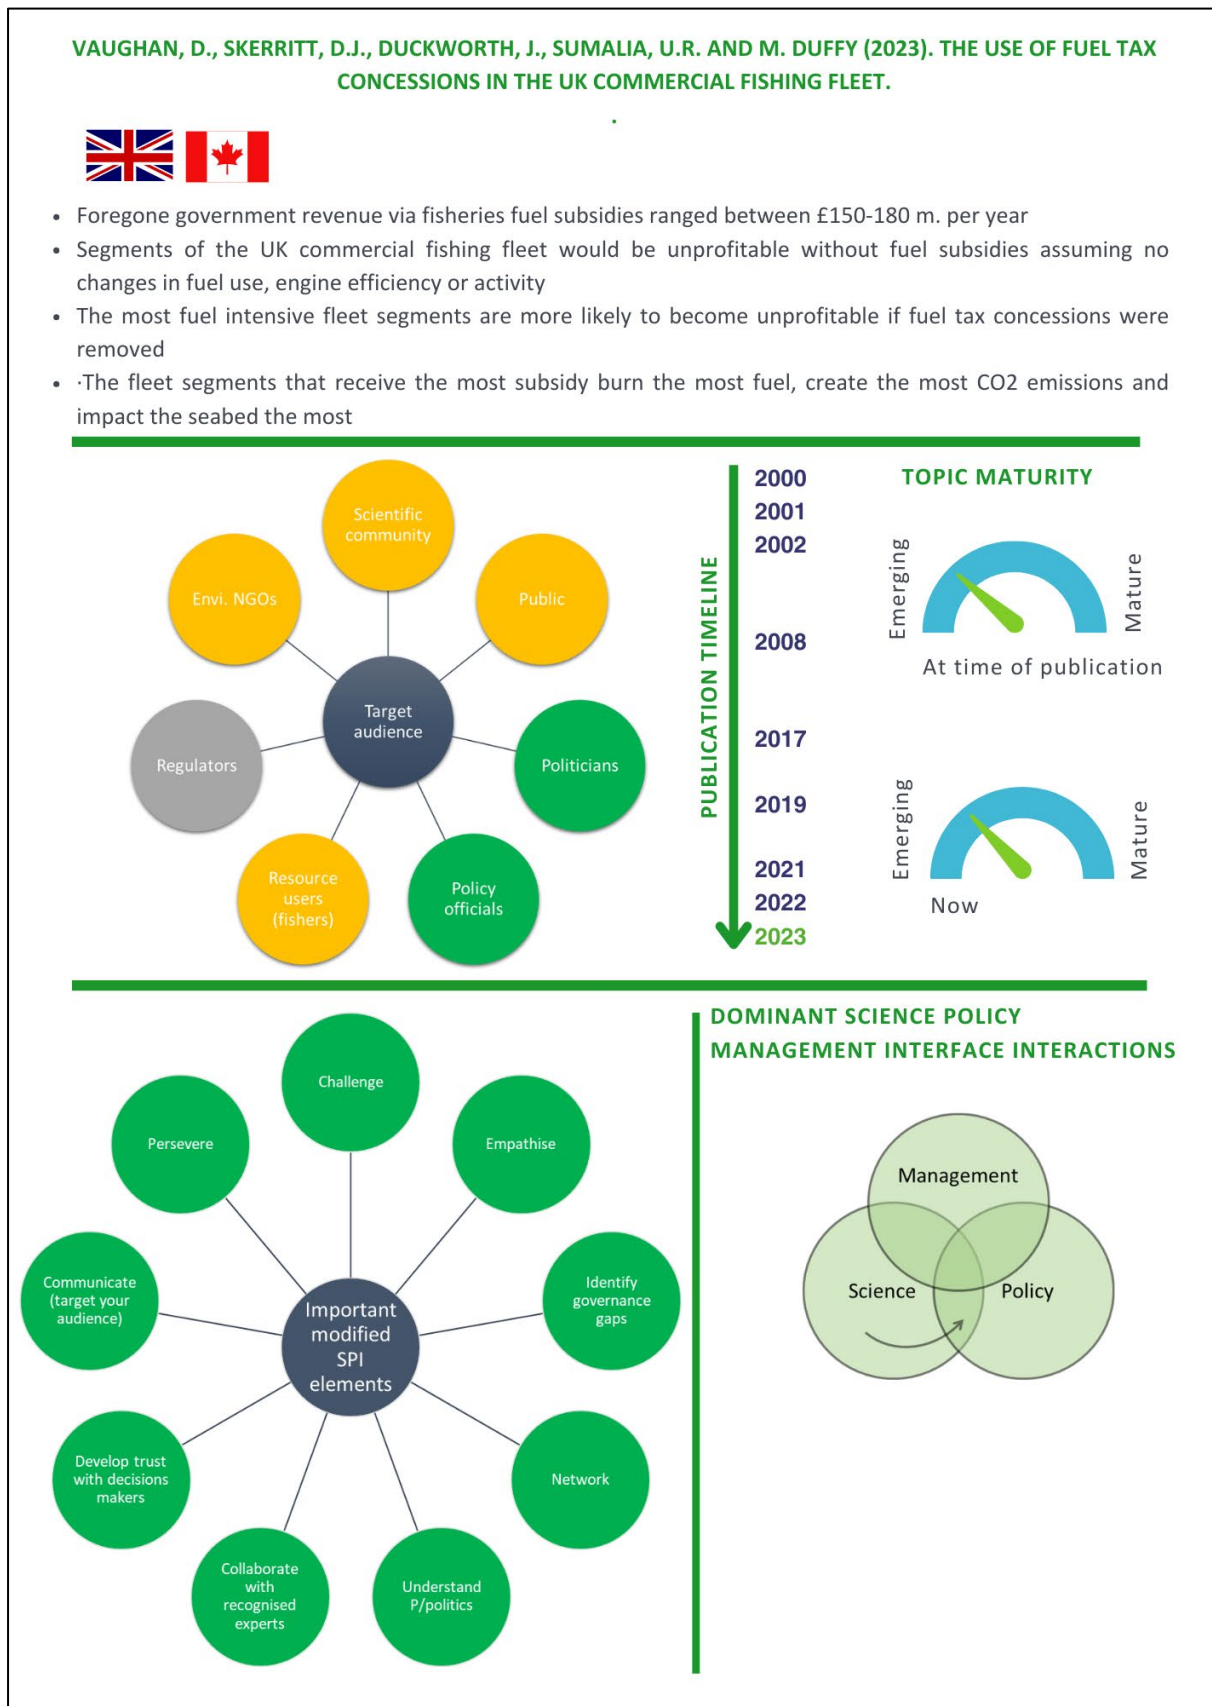 VAUGHAN, D., SKERRITT, D.J., DUCKWORTH, J., SUMALIA, U.R. AND M. DUFFY (2023). THE USE OF FUEL TAX
CONCESSIONS IN THE UK COMMERCIAL FISHING FLEET.
.
• Foregone government revenue via fisheries fuel subsidies ranged between £150-180 m. per year
• Segments of the UK commercial fishing fleet would be unprofitable without fuel subsidies assuming no
changes in fuel use, engine efficiency or activity
• The most fuel intensive fleet segments are more likely to become unprofitable if fuel tax concessions were
removed
• ·The fleet segments that receive the most subsidy burn the most fuel, create the most CO2 emissions and
impact the seabed the most
Scientific
community
Envi. NGOs
Public
Target
audience
Regulators
Politicians
Resource
users
(fishers)
Policy
officials
PUBLICATION TIMELINE
2000
2001
2002
2008
2017
2019
2021
2022
2023
TOPIC MATURITY
Emerging
Mature
At time of publication
Emerging
Mature
Now
Challenge
Persevere
Empathise
Communicate
(target your
audience)
Identify
governance
gaps
Important
modified
SPI
elements
Develop trust
with decisions
makers
Network
Collaborate
with
recognised
experts
Understand
P/politics
DOMINANT SCIENCE POLICY
MANAGEMENT INTERFACE INTERACTIONS
Management
Science
Policy